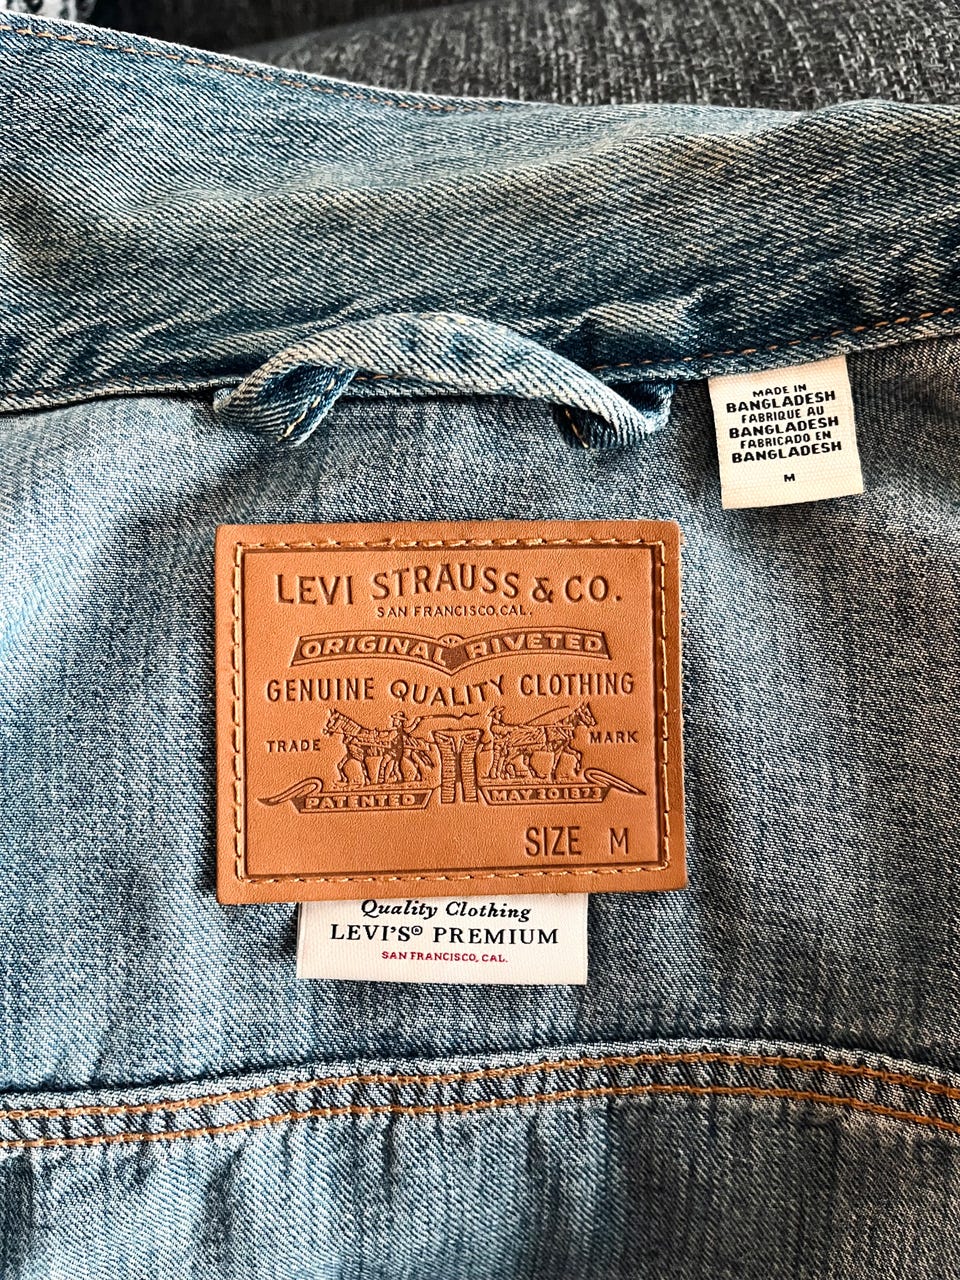 MADE IN
BANGLADESH
FABRIQUE AU
BANGLADESH
FABRICADO EN
BANGLADESH
M
LEVI STRAUSS & CO.
SAN FRANCISCO, CAL.
ORIGINAL RIVETED
GENUINE QUALITY CLOTHING
TRADE MARK
PATENTED MAY 20 1873
SIZE M
Quality Clothing
LEVI'S® PREMIUM
SAN FRANCISCO, CAL.